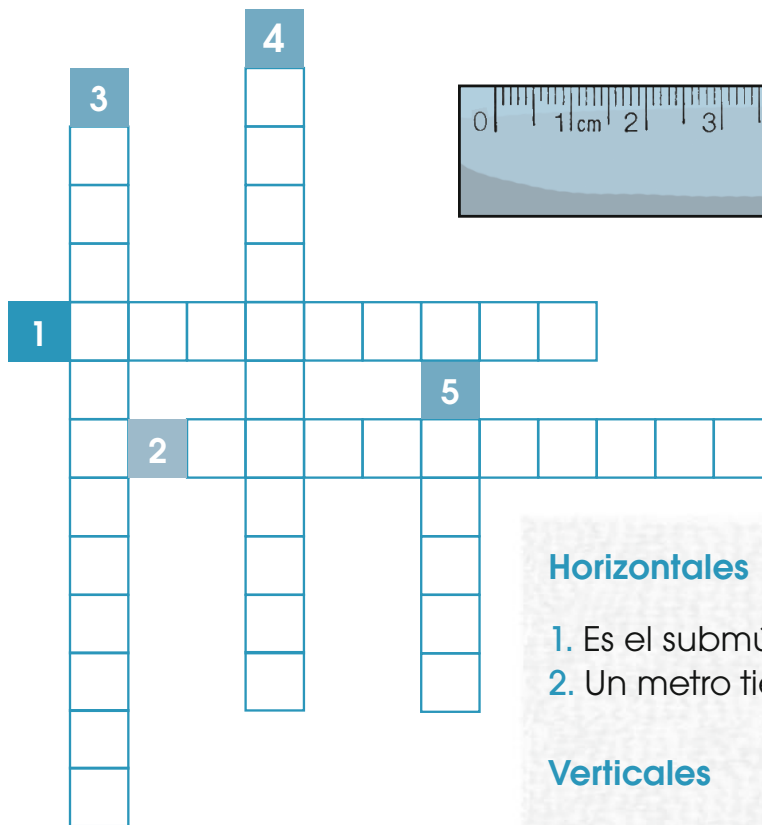 4
3
0 1 cm 2 3
1
5
2
Horizontales
1. Es el submú
2. Un metro tie
Verticales